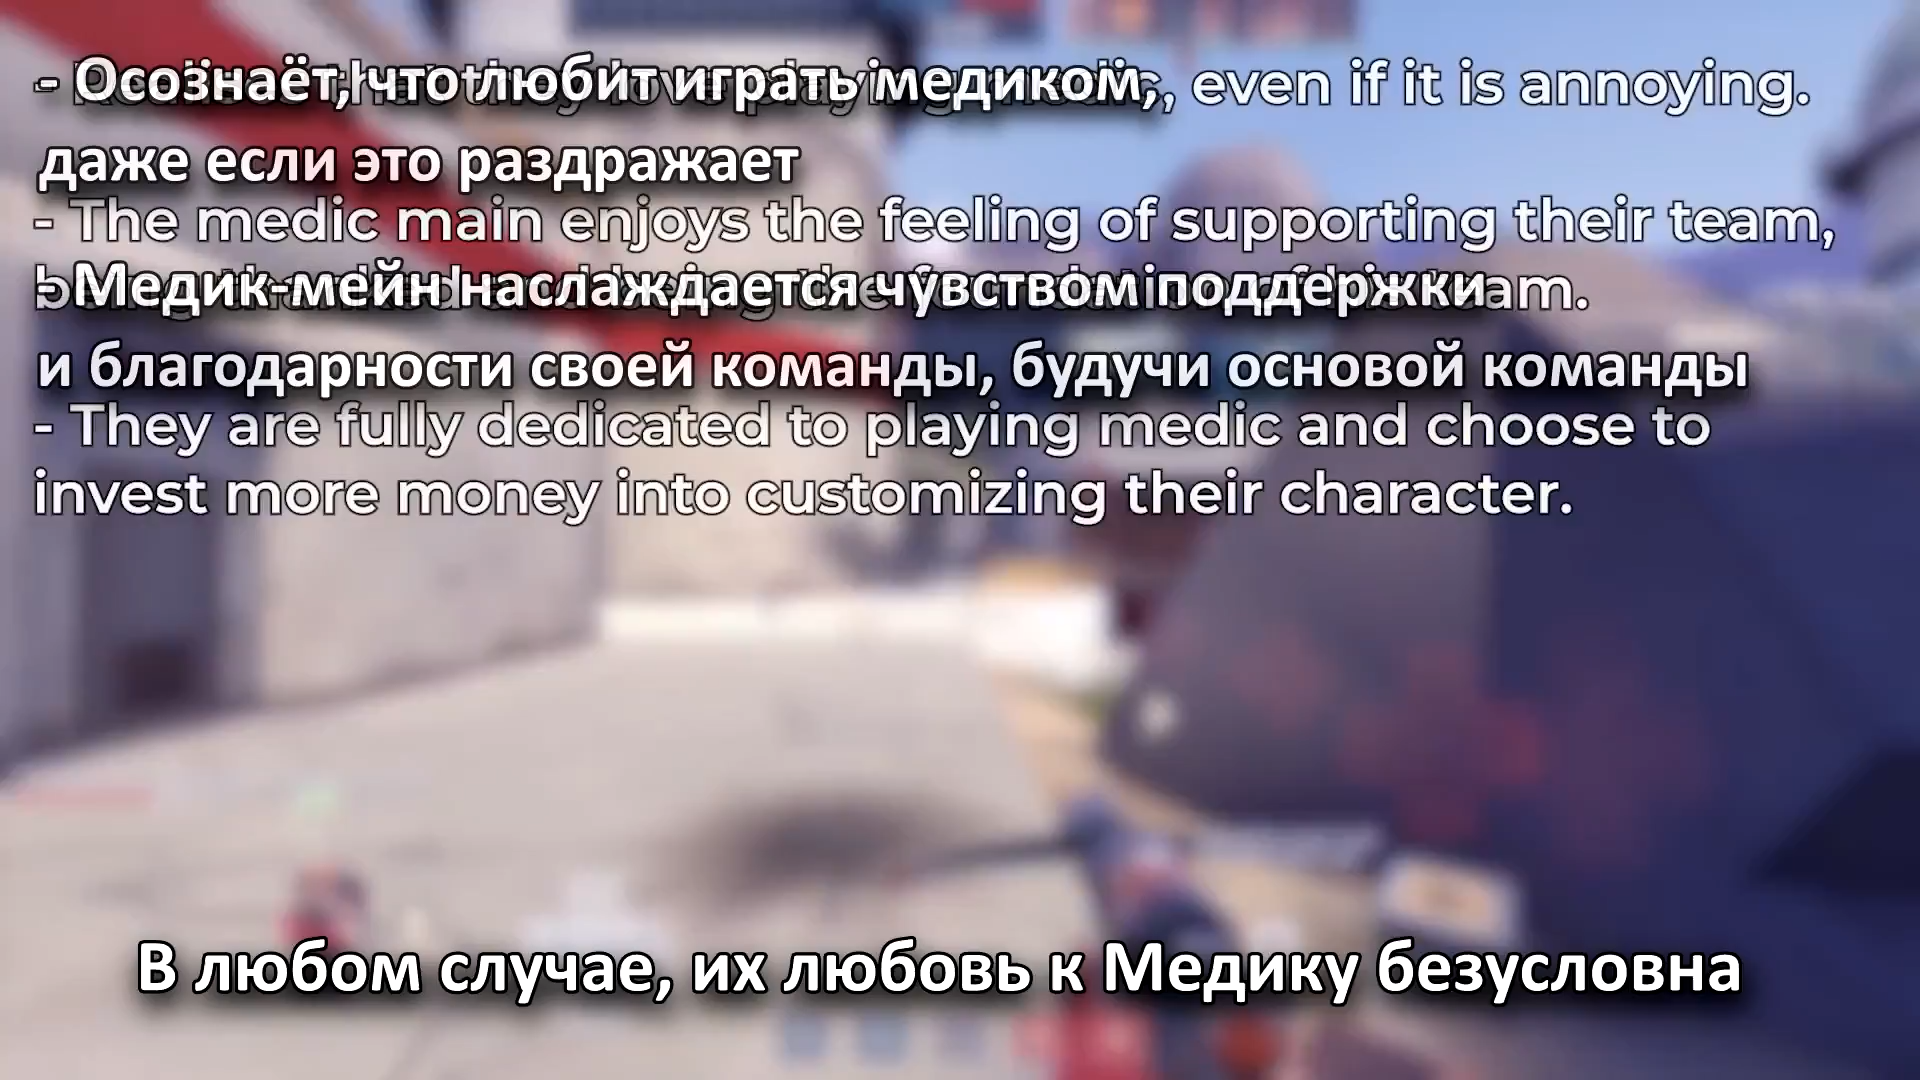 - Осознаёт, что любит играть медиком,
, even if it is annoying.
даже если это раздражает
- The medic main enjoys the feeling of supporting their team,
- Медик-мейн наслаждается чувством поддержки
и благодарности своей команды, будучи основой команды
- They are fully dedicated to playing medic and choose to
invest more money into customizing their character.
В любом случае, их любовь к Медику безусловна